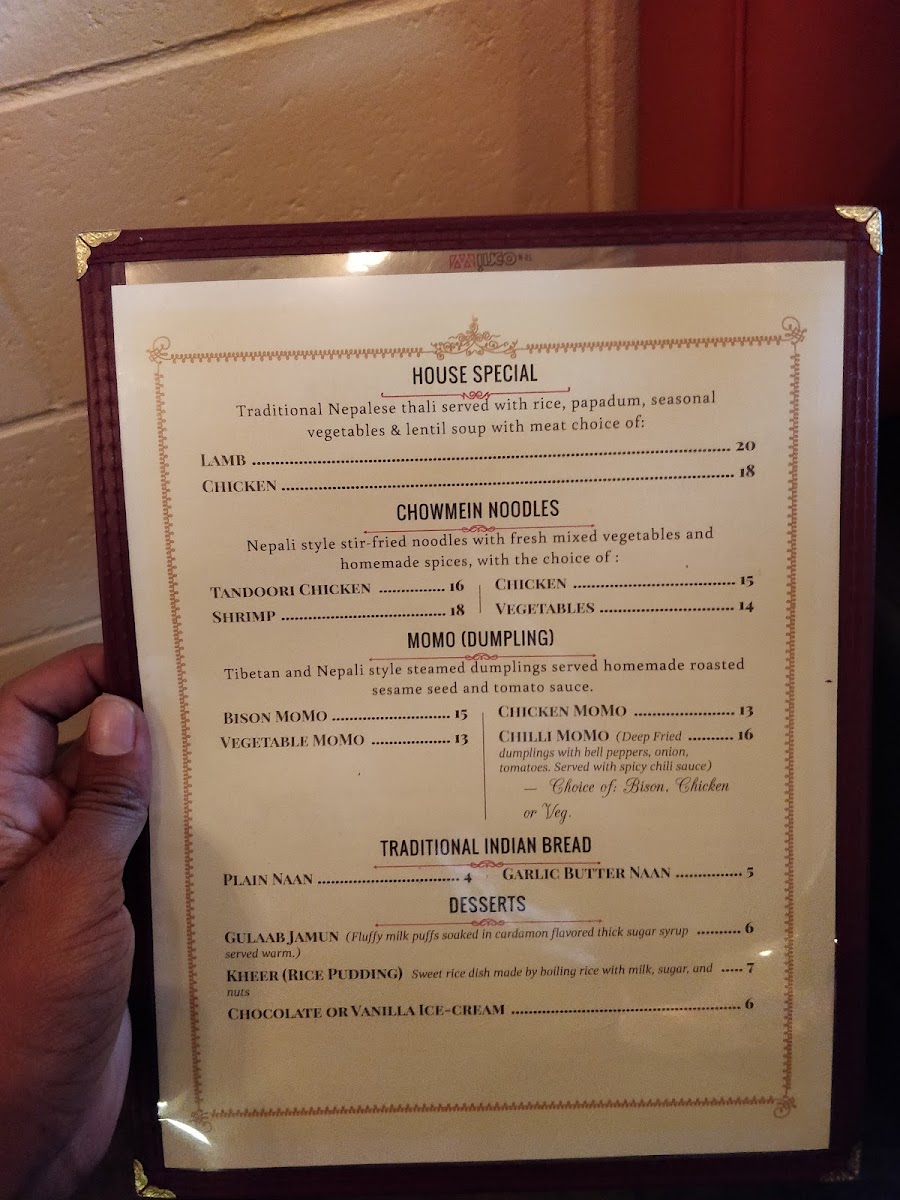 HOUSE SPECIAL
Traditional Nepalese thali served with rice, papadum, seasonal
vegetables & lentil soup with meat choice of:
LAMB 20
CHICKEN 18
CHOWMEIN NOODLES
Nepali style stir-fried noodles with fresh mixed vegetables and
homemade spices, with the choice of :
TANDOORI CHICKEN 16
SHRIMP 18
CHICKEN 15
VEGETABLES 14
MOMO (DUMPLING)
Tibetan and Nepali style steamed dumplings served homemade roasted
sesame seed and tomato sauce.
BISON MOMO 15
VEGETABLE MOMO 13
CHICKEN MOMO 13
CHILLI MOMO (Deep Fried 16
dumplings with bell peppers, onion,
tomatoes. Served with spicy chili sauce)
— Choice of: Bison, Chicken
or Veg.
TRADITIONAL INDIAN BREAD
PLAIN NAAN 4
GARLIC BUTTER NAAN 5
DESSERTS
GULAAB JAMUN (Fluffy milk puffs soaked in cardamon flavored thick sugar syrup 6
served warm.)
KHEER (RICE PUDDING) Sweet rice dish made by boiling rice with milk, sugar, and 7
nuts
CHOCOLATE OR VANILLA ICE-CREAM 6